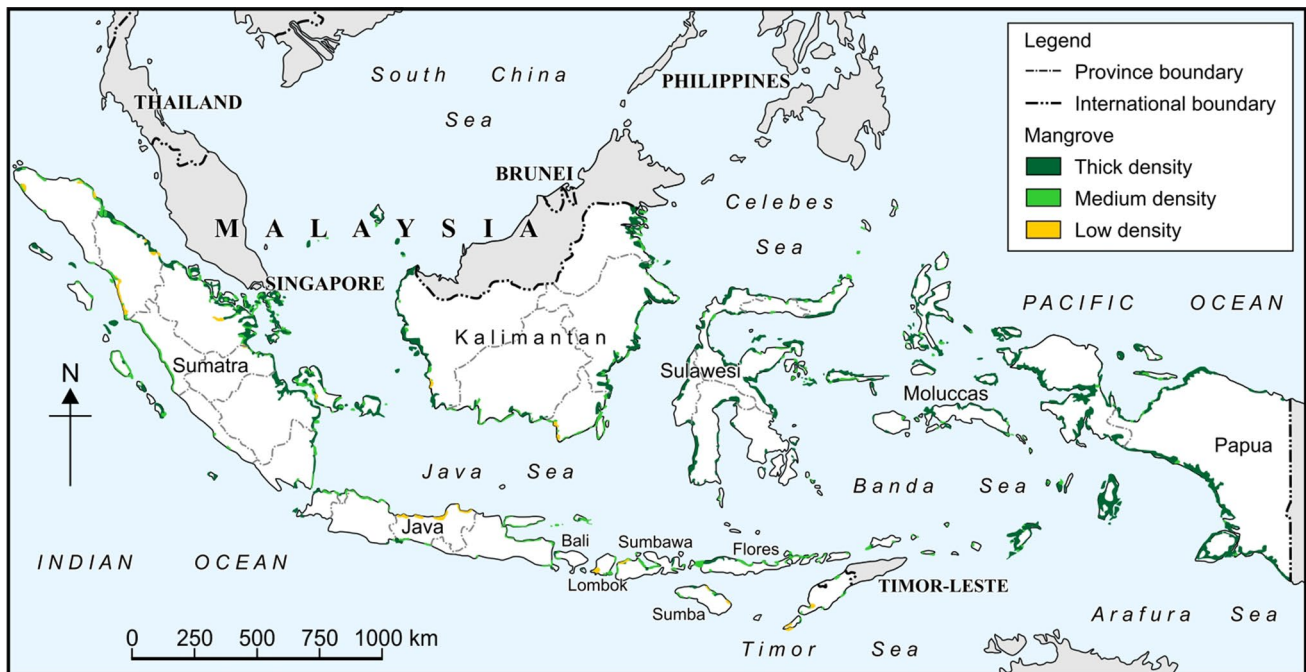 South China
Sea
THAILAND
PHILIPPINES
BRUNEI
MALAYSIA
SINGAPORE
Celebes
Sea
PACIFIC OCEAN
Kalimantan
Sumatra
Sulawesi
Moluccas
Papua
N
Java Sea
Banda Sea
Java
Bali
Sumbawa
Flores
INDIAN OCEAN
Lombok
Sumba
TIMOR-LESTE
Arafura Sea
Timor Sea
0 250 500 750 1000 km
Legend
Province boundary
International boundary
Mangrove
Thick density
Medium density
Low density